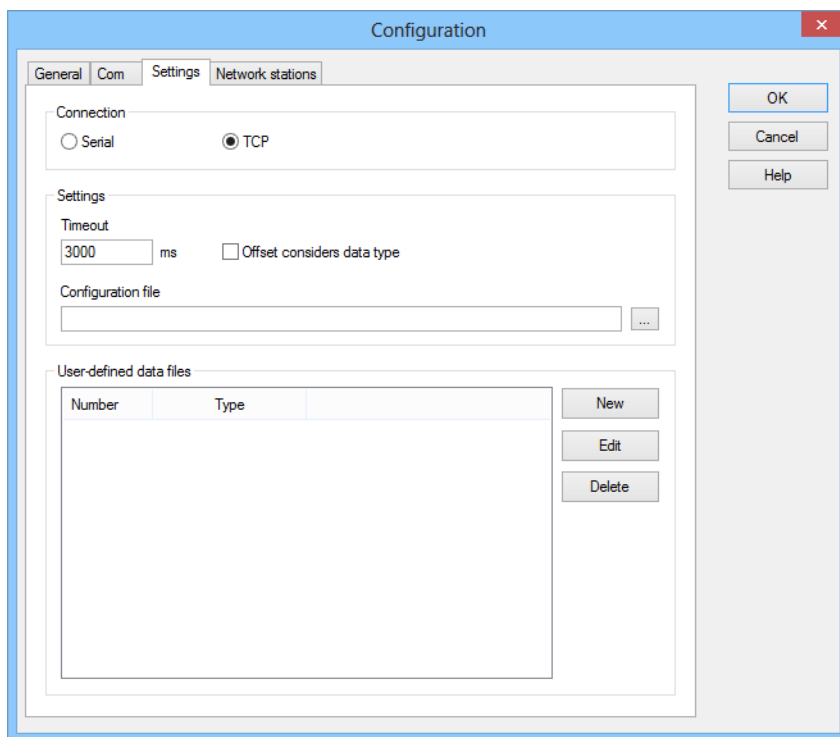 Configuration
General Com Settings Network stations
OK
Cancel
Help
Connection
Serial TCP
Settings
Timeout
3000 ms Offset considers data type
Configuration file
...
User-defined data files
Number Type
New
Edit
Delete